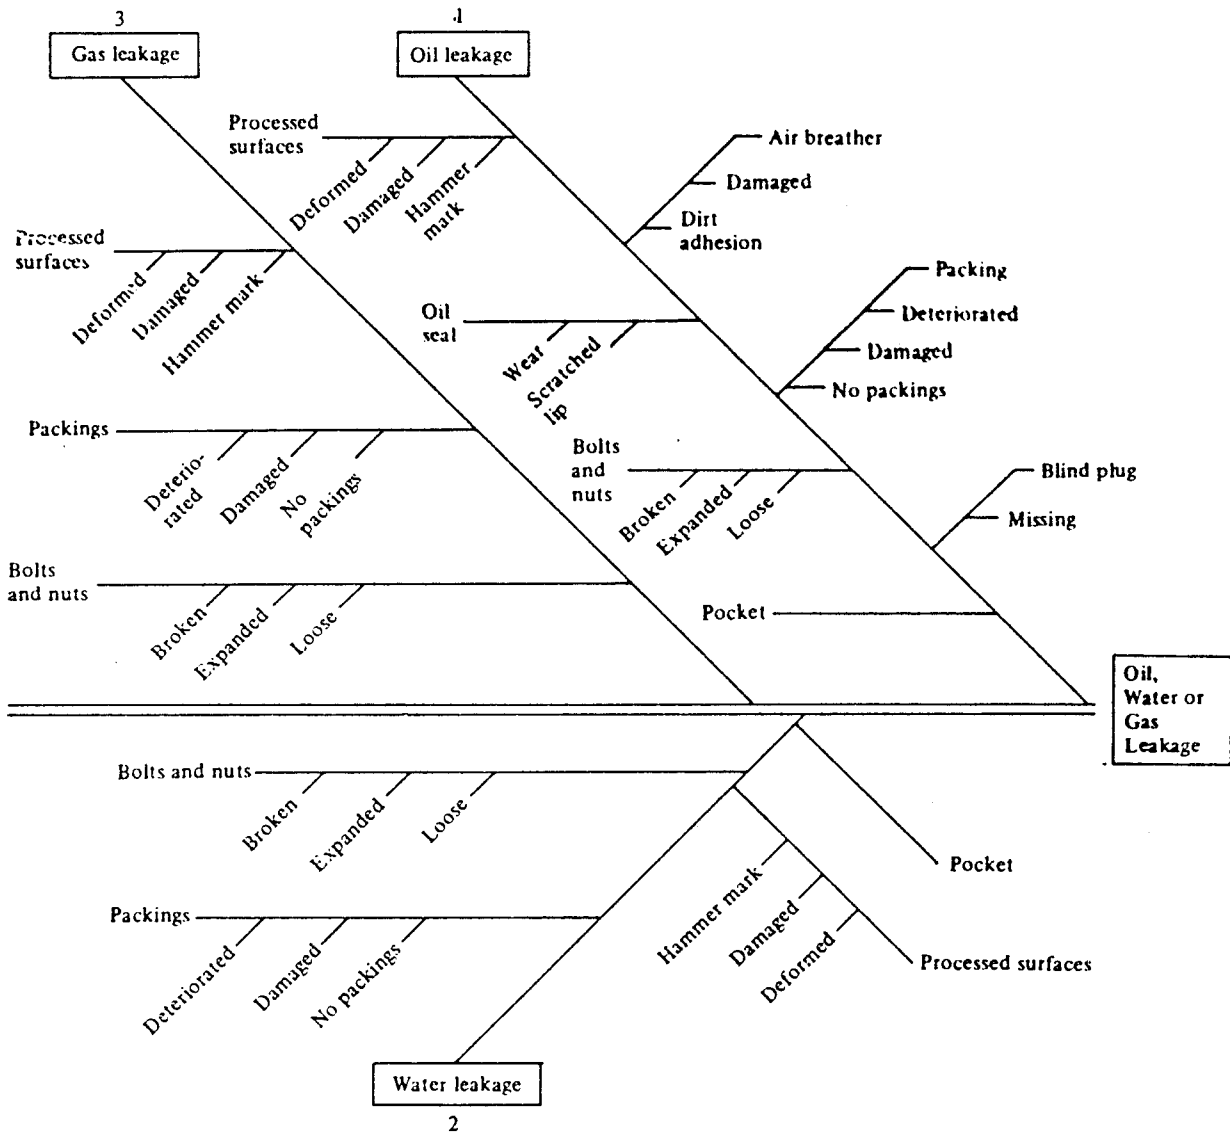 3
Gas leakage
1
Oil leakage
Processed
surfaces
Deformed
Damaged
Hammer
mark
Air breather
Damaged
Dirt
adhesion
Processed
surfaces
Deformed
Damaged
Hammer mark
Oil
seal
Wear
Scratched
lip
Packing
Deteriorated
Damaged
No packings
Packings
Deterio-
rated
Damaged
No
packings
Bolts
and
nuts
Broken
Expanded
Loose
Blind plug
Missing
Bolts
and nuts
Broken
Expanded
Loose
Pocket
Oil,
Water or
Gas
Leakage
Bolts and nuts
Broken
Expanded
Loose
Pocket
Hammer mark
Damaged
Deformed
Processed surfaces
Packings
Deteriorated
Damaged
No packings
Water leakage
2